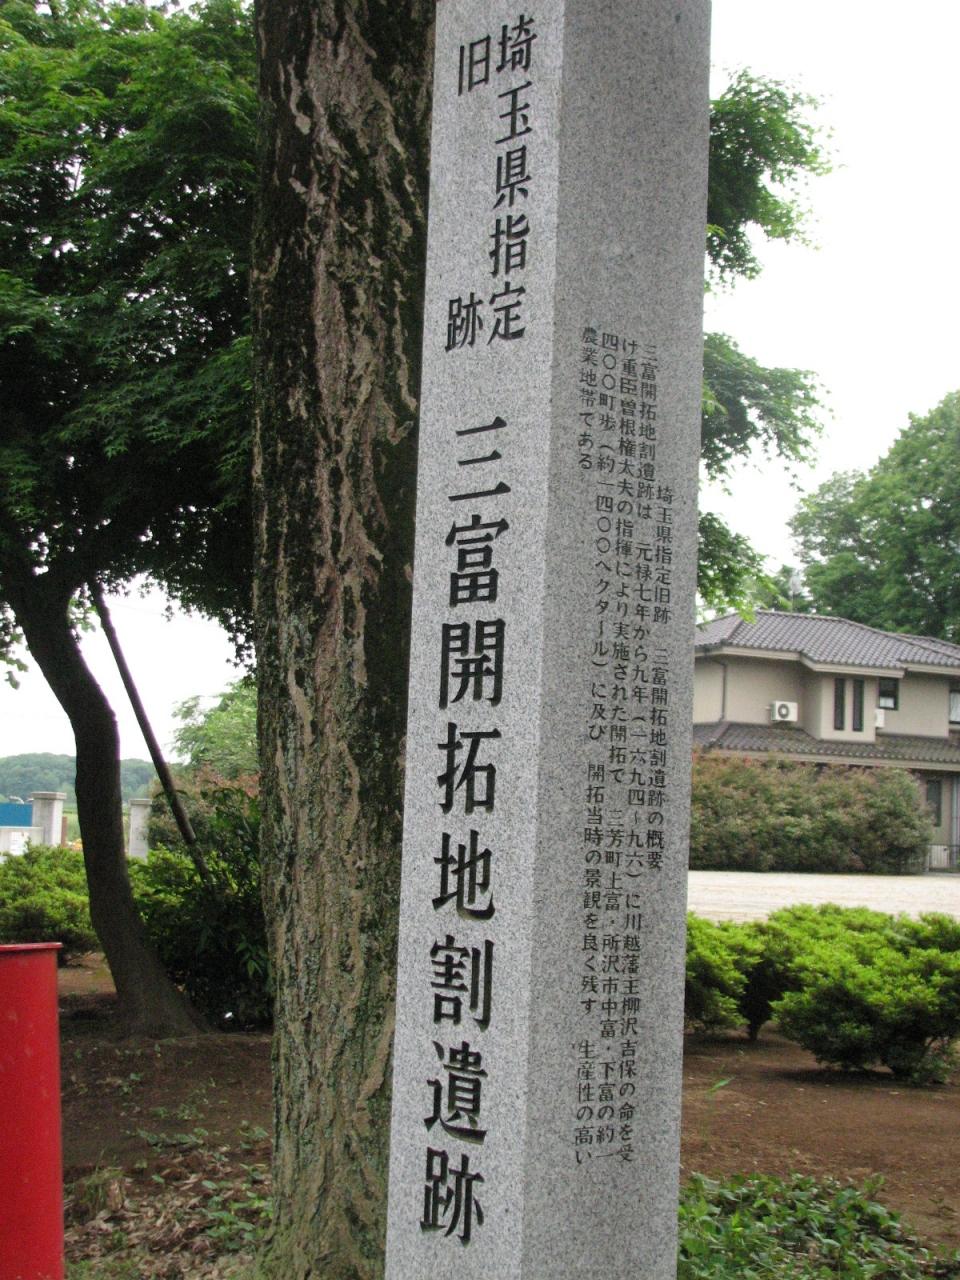 埼玉県指定
旧跡
三富開拓地割遺跡
埼玉県指定旧跡 三富開拓地割遺跡の概要
三富開拓地割遺跡は 元禄七年から九年(一六九四~九六)に川越藩主柳沢吉保の命を受
け重臣曽根権太夫の指揮により実施された開拓で 三芳町上富・所沢市中富・下富の約一
四〇〇町歩(約一四〇〇ヘクタール)に及び 開拓当時の景観を良く残す 生産性の高い
農業地帯である